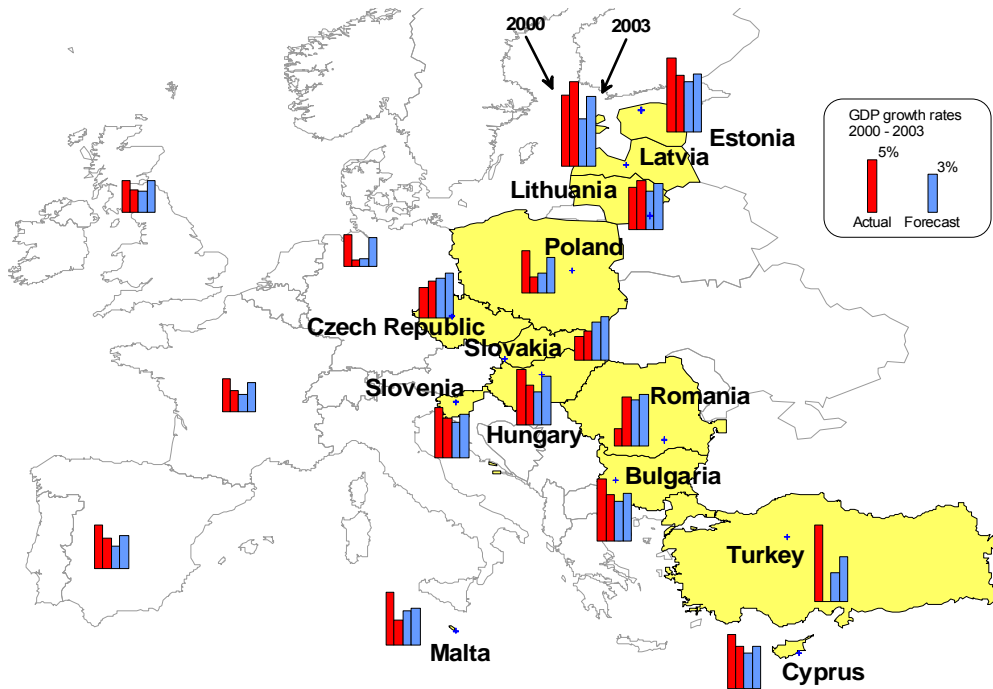 2000
2003
GDP growth rates
2000 - 2003
5%
3%
Actual
Forecast
Estonia
Latvia
Lithuania
Poland
Czech Republic
Slovakia
Slovenia
Romania
Hungary
Bulgaria
Turkey
Malta
Cyprus